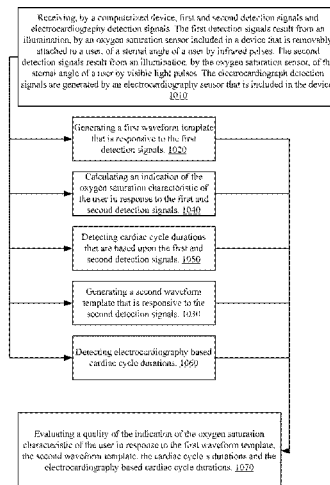 Receiving, by a computerized device, first and second detection signals and
electrocardiography detection signals. The first detection signals result from an
illumination, by an oxygen saturation sensor included in a device that is removably
attached to a user, of a sternal angle of a user by infrared pulses. The second
detection signals result from an illumination, by the oxygen saturation sensor, of the
sternal angle of a user by visible light pulses. The electrocardiograph detection
signals are generated by an electrocardiography sensor that is included in the device
1010
Generating a first waveform template
that is responsive to the first
detection signals. 1020
Calculating an indication of the
oxygen saturation characteristic of
the user in response to the first and
second detection signals. 1040
Detecting cardiac cycle durations
that are based upon the first and
second detection signals. 1050
Generating a second waveform
template that is responsive to the
second detection signals. 1030
Detecting electrocardiography based
cardiac cycle durations. 1060
Evaluating a quality of the indication of the oxygen saturation
characteristic of the user in response to the first waveform template,
the second waveform template, the cardiac cycle s durations and the
electrocardiography based cardiac cycle durations. 1070